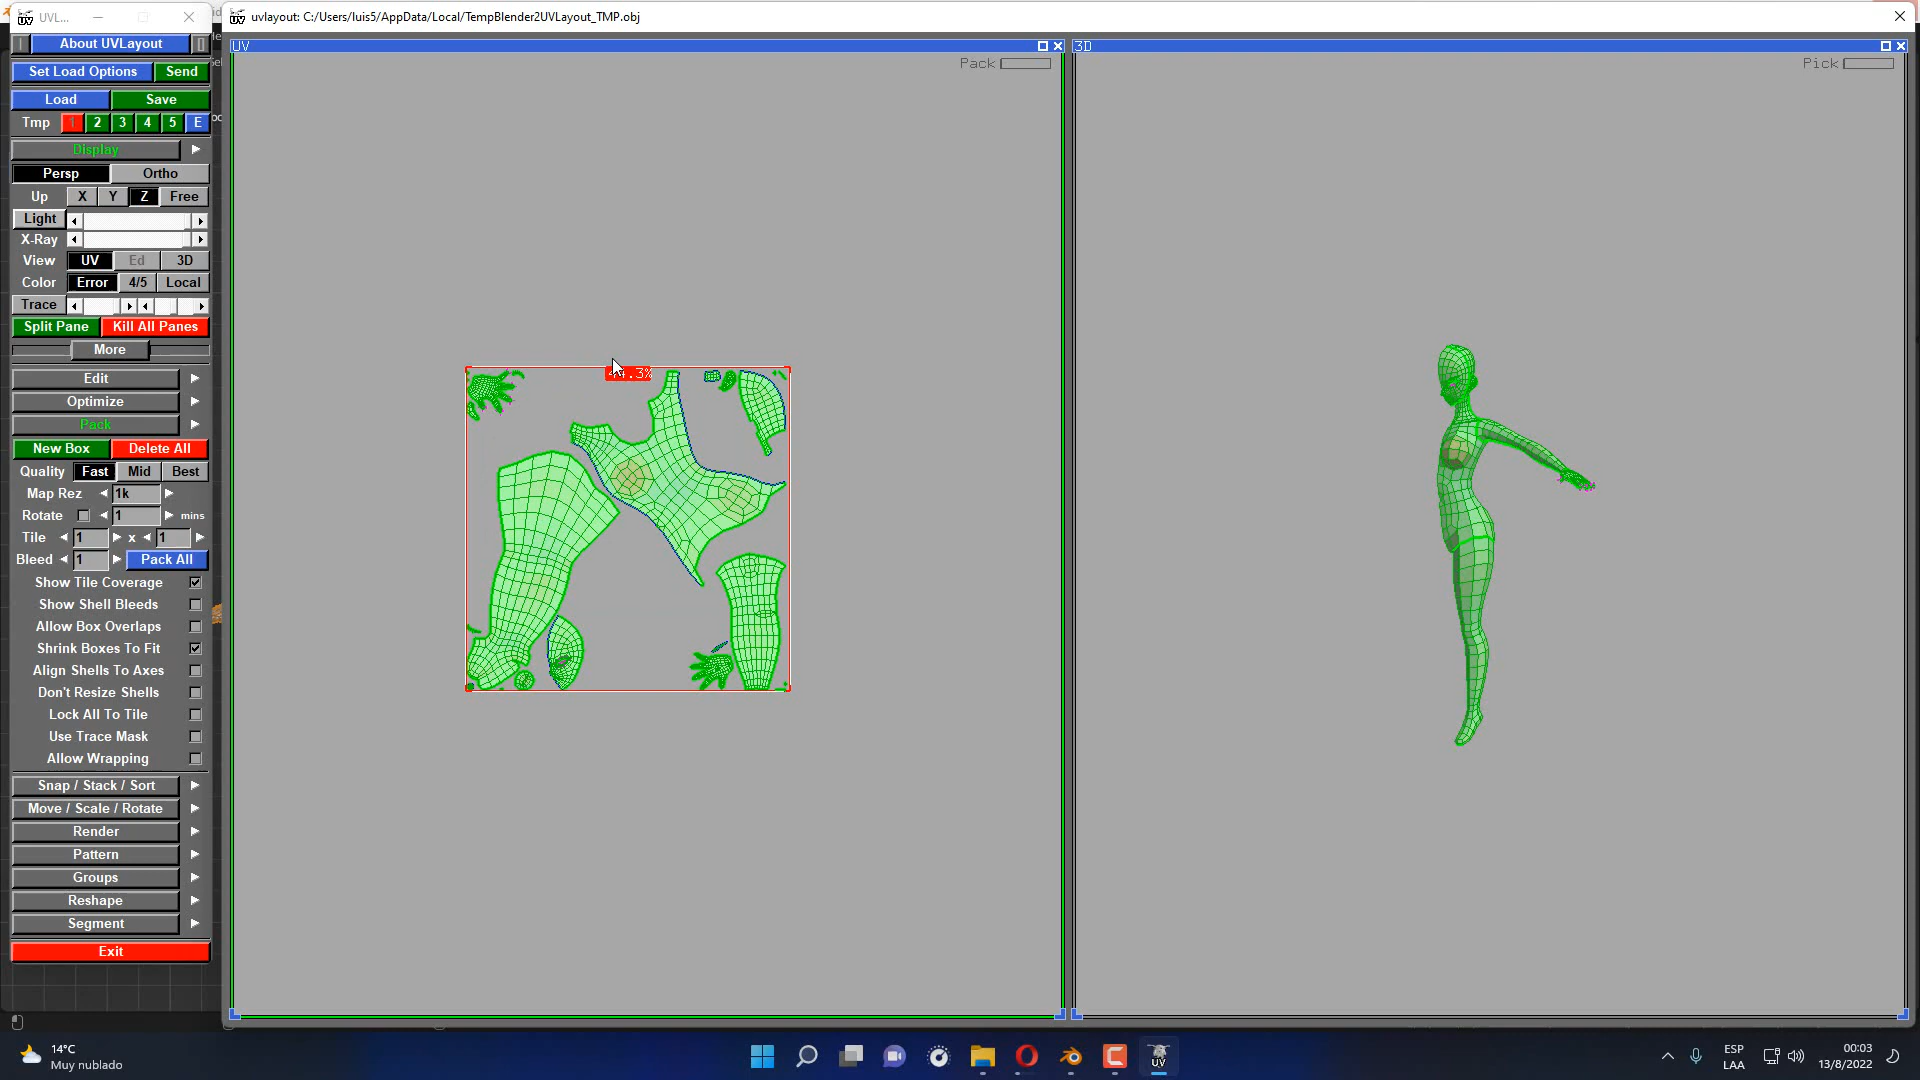 UVL...
uvlayout: C:/Users/luis5/AppData/Local/TempBlender2UVLayout_TMP.obj
About UVLayout
Set Load Options Send
Load Save
Tmp 1 2 3 4 5 E
Display
Persp Ortho
Up X Y Z Free
Light
X-Ray
View UV Ed 3D
Color Error 4/5 Local
Trace
Split Pane Kill All Panes
More
Edit
Optimize
Pack
New Box Delete All
Quality Fast Mid Best
Map Rez 1k
Rotate 1 mins
Tile 1 x 1
Bleed 1 Pack All
Show Tile Coverage
Show Shell Bleeds
Allow Box Overlaps
Shrink Boxes To Fit
Align Shells To Axes
Don't Resize Shells
Lock All To Tile
Use Trace Mask
Allow Wrapping
Snap / Stack / Sort
Move / Scale / Rotate
Render
Pattern
Groups
Reshape
Segment
Exit
UV
Pack
3D
Pick
14°C
Muy nublado
UV
ESP
LAA
00:03
13/8/2022